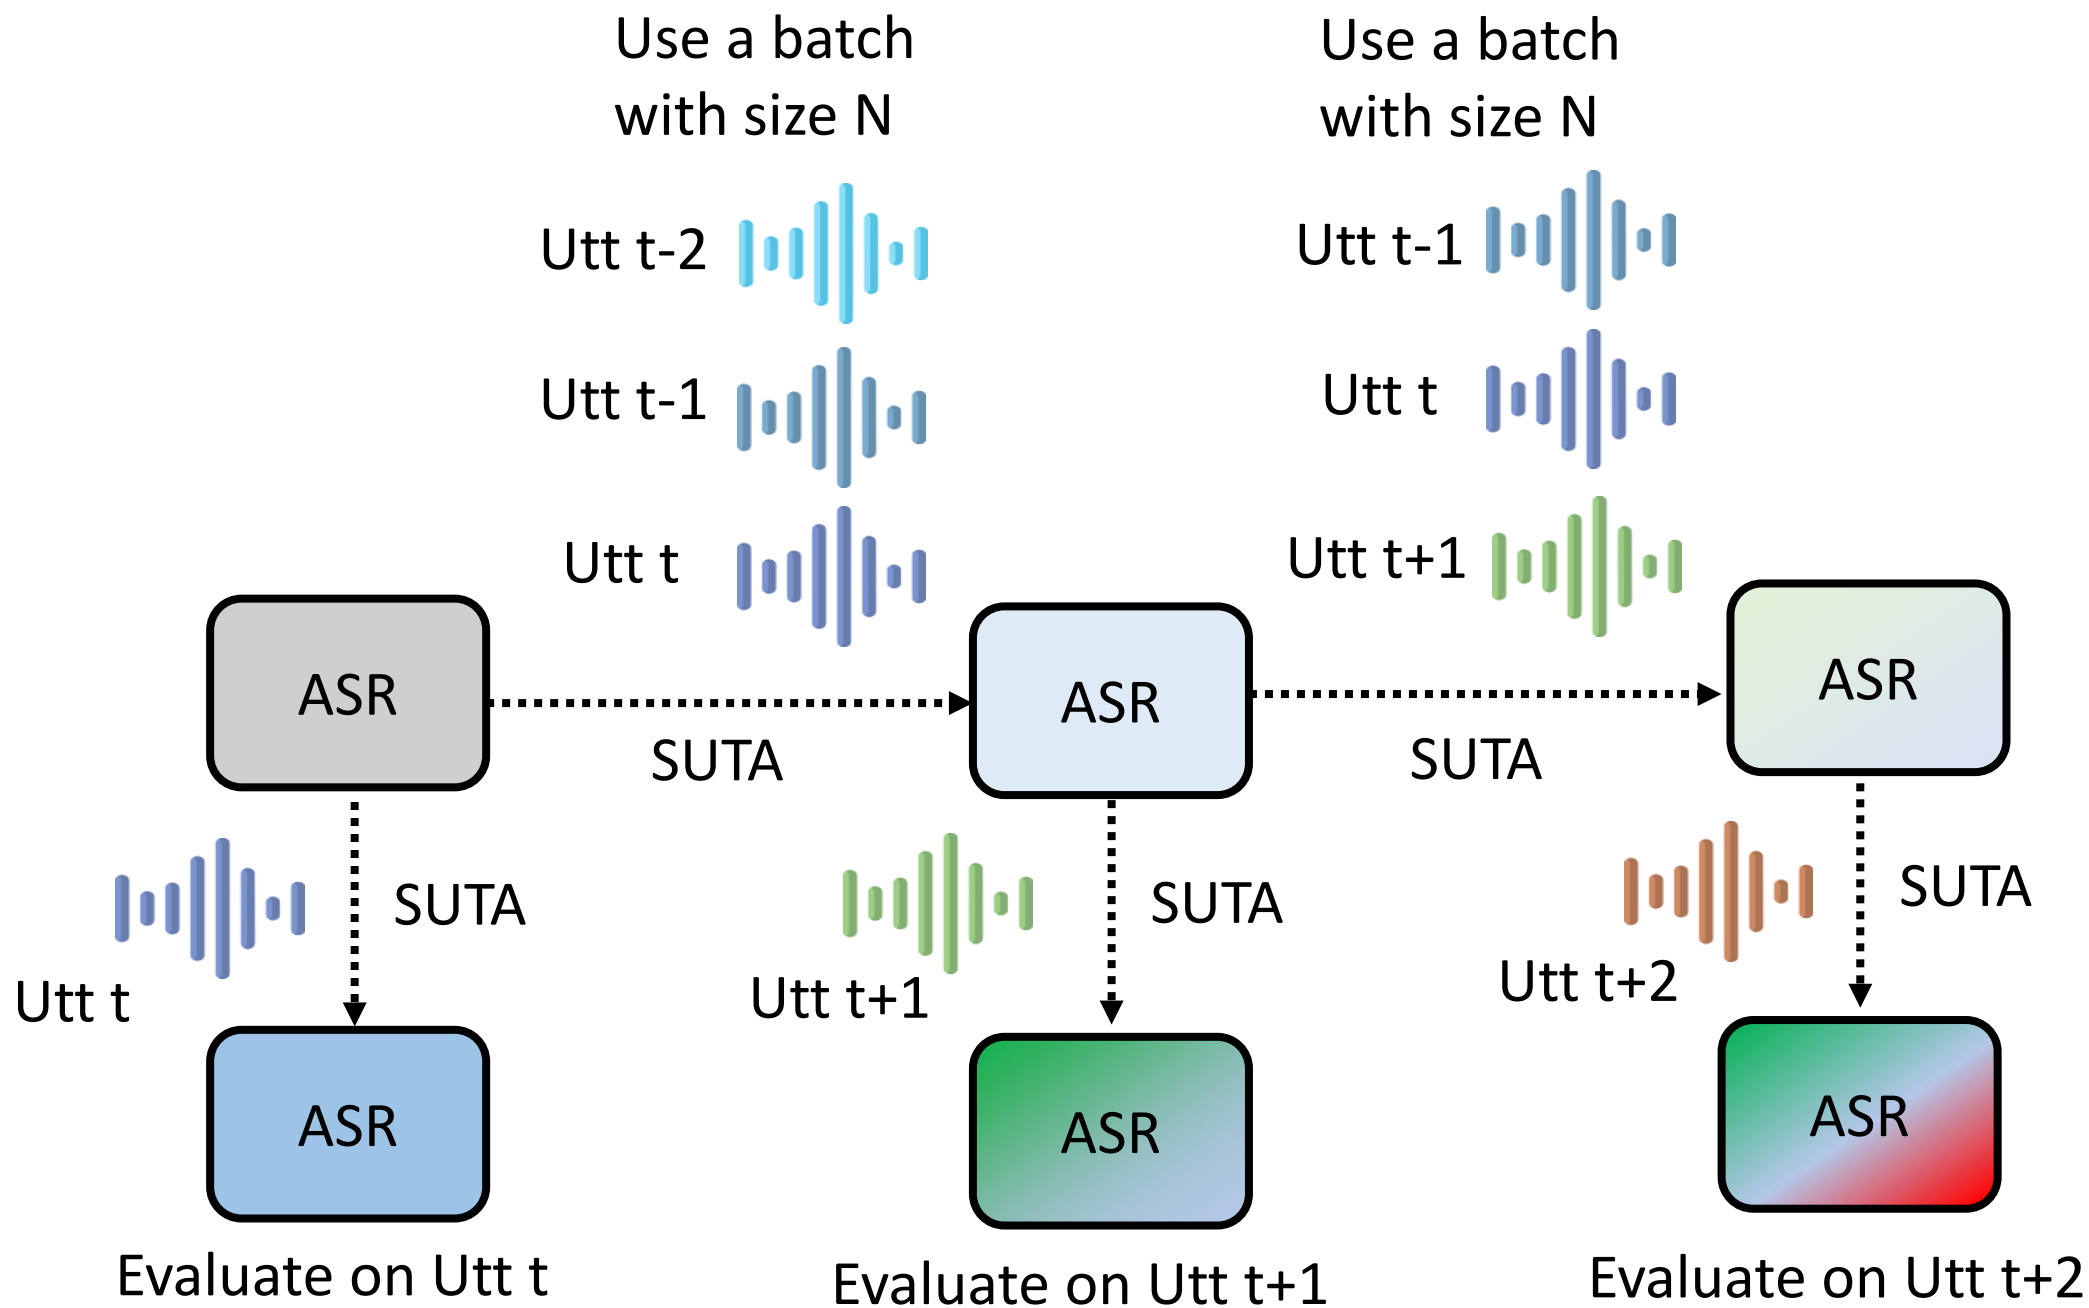 Use a batch
with size N
Use a batch
with size N
Utt t-2
Utt t-1
Utt t-1
Utt t
Utt t
Utt t+1
ASR
ASR
ASR
SUTA
SUTA
SUTA
SUTA
SUTA
Utt t
Utt t+1
Utt t+2
ASR
ASR
ASR
Evaluate on Utt t
Evaluate on Utt t+1
Evaluate on Utt t+2